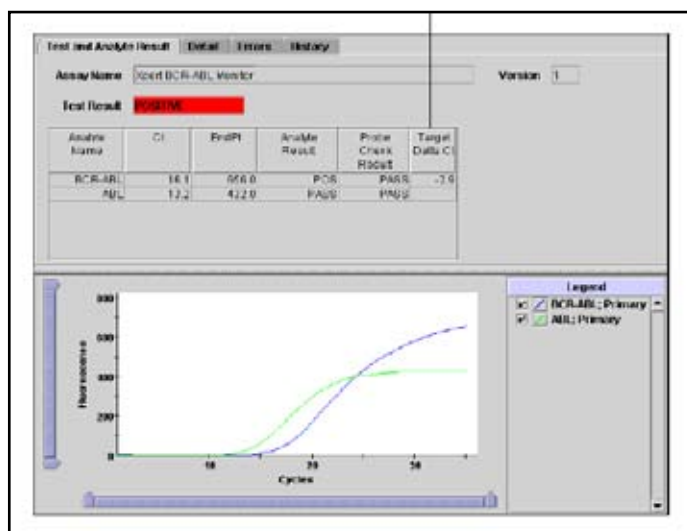 Test and Analyte Result Detail Errors History
Assay Name Xpert BCR-ABL Monitor Version 1
Test Result POSITIVE
Analyte Name Ct EndPt Analyte Result Probe Check Result Target Delta Ct
BCR-ABL 16.1 656.0 POS PASS
ABL 13.2 432.0 PASS PASS
Legend
BCR-ABL; Primary
ABL; Primary
800
600
400
200
0
Fluorescence
10 20 30
Cycles